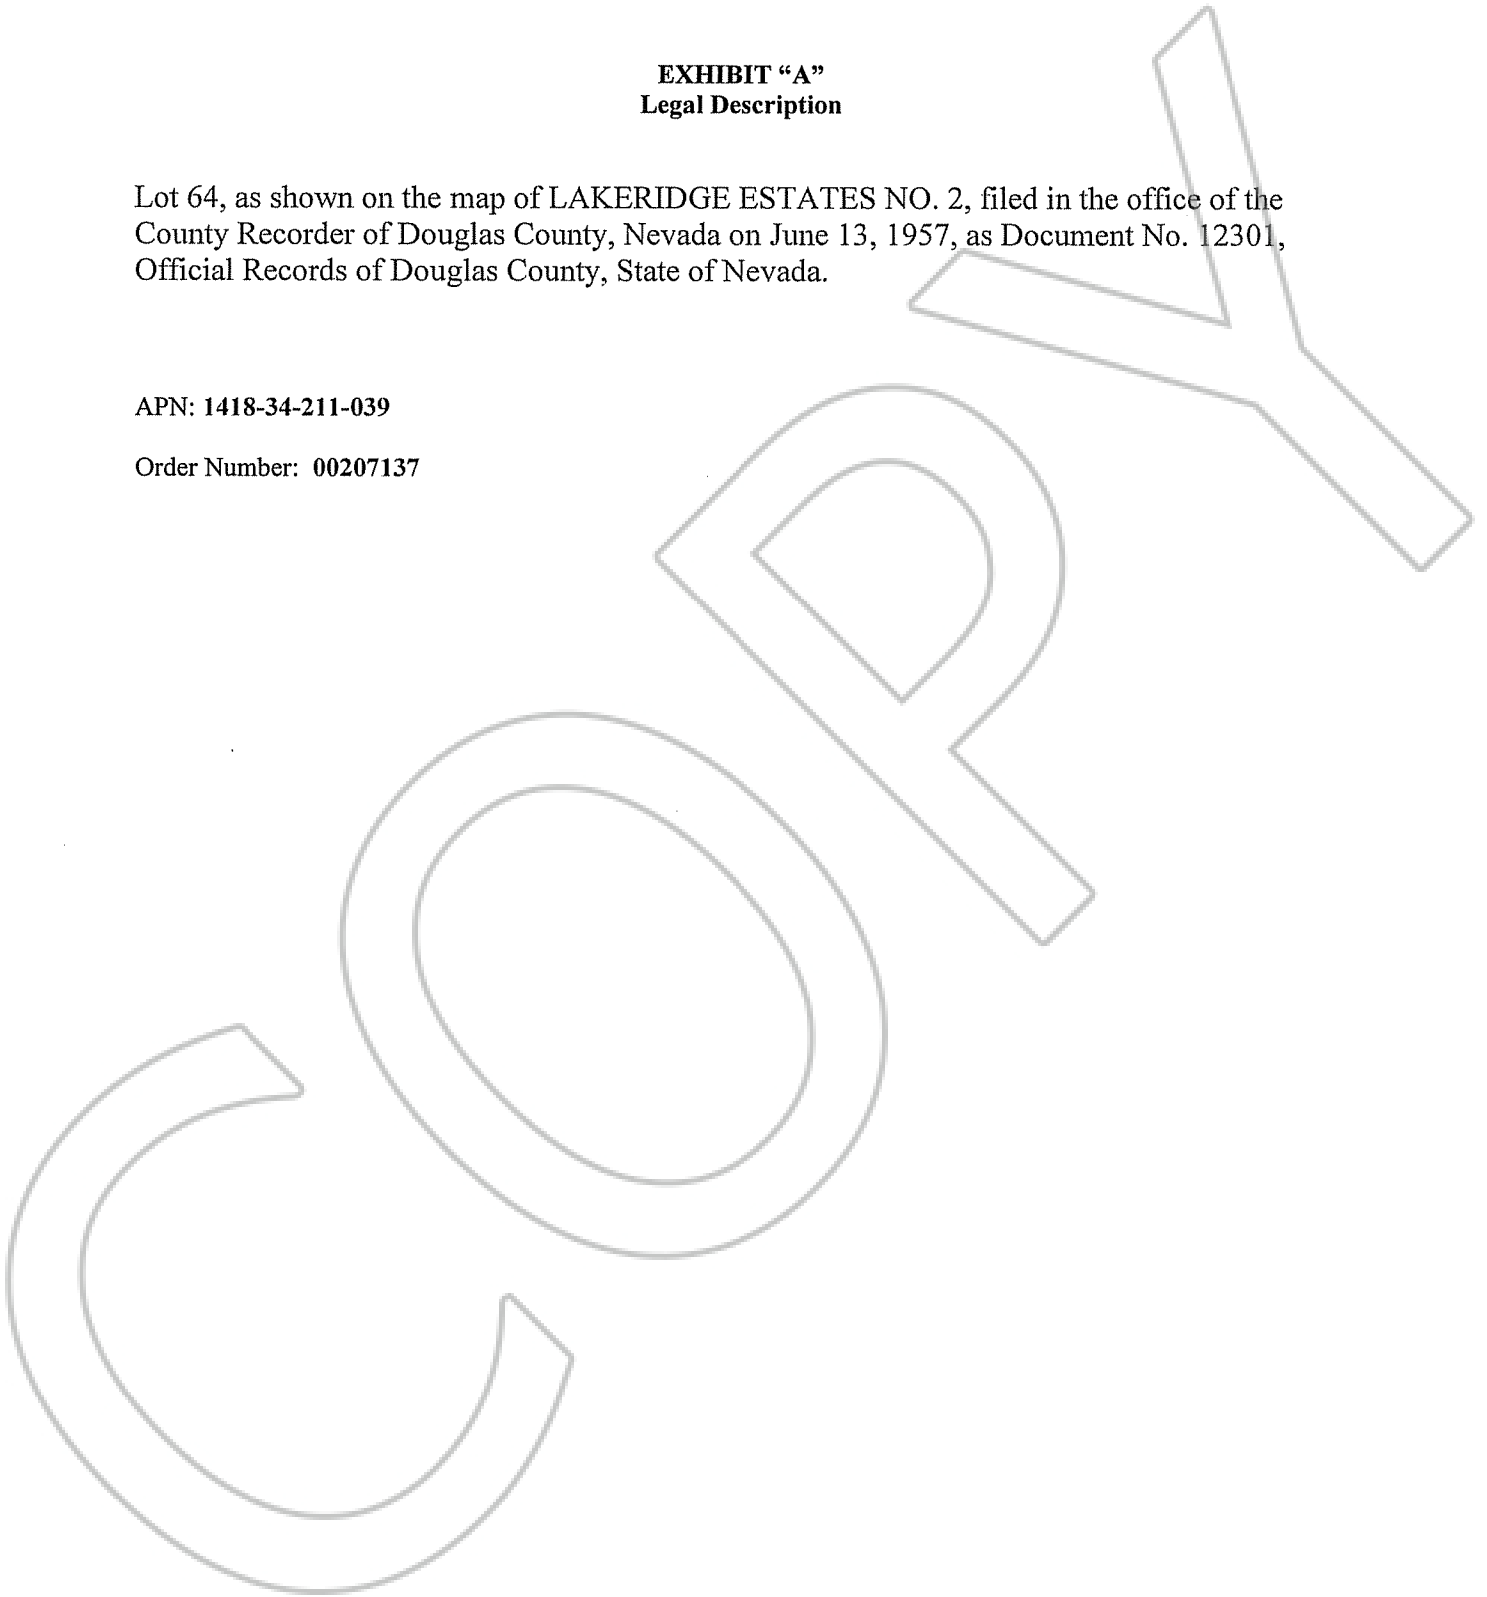 EXHIBIT “A”
Legal Description
Lot 64, as shown on the map of LAKERIDGE ESTATES NO. 2, filed in the office of the
County Recorder of Douglas County, Nevada on June 13, 1957, as Document No. 12301,
Official Records of Douglas County, State of Nevada.
APN: 1418-34-211-039
Order Number: 00207137
COPY